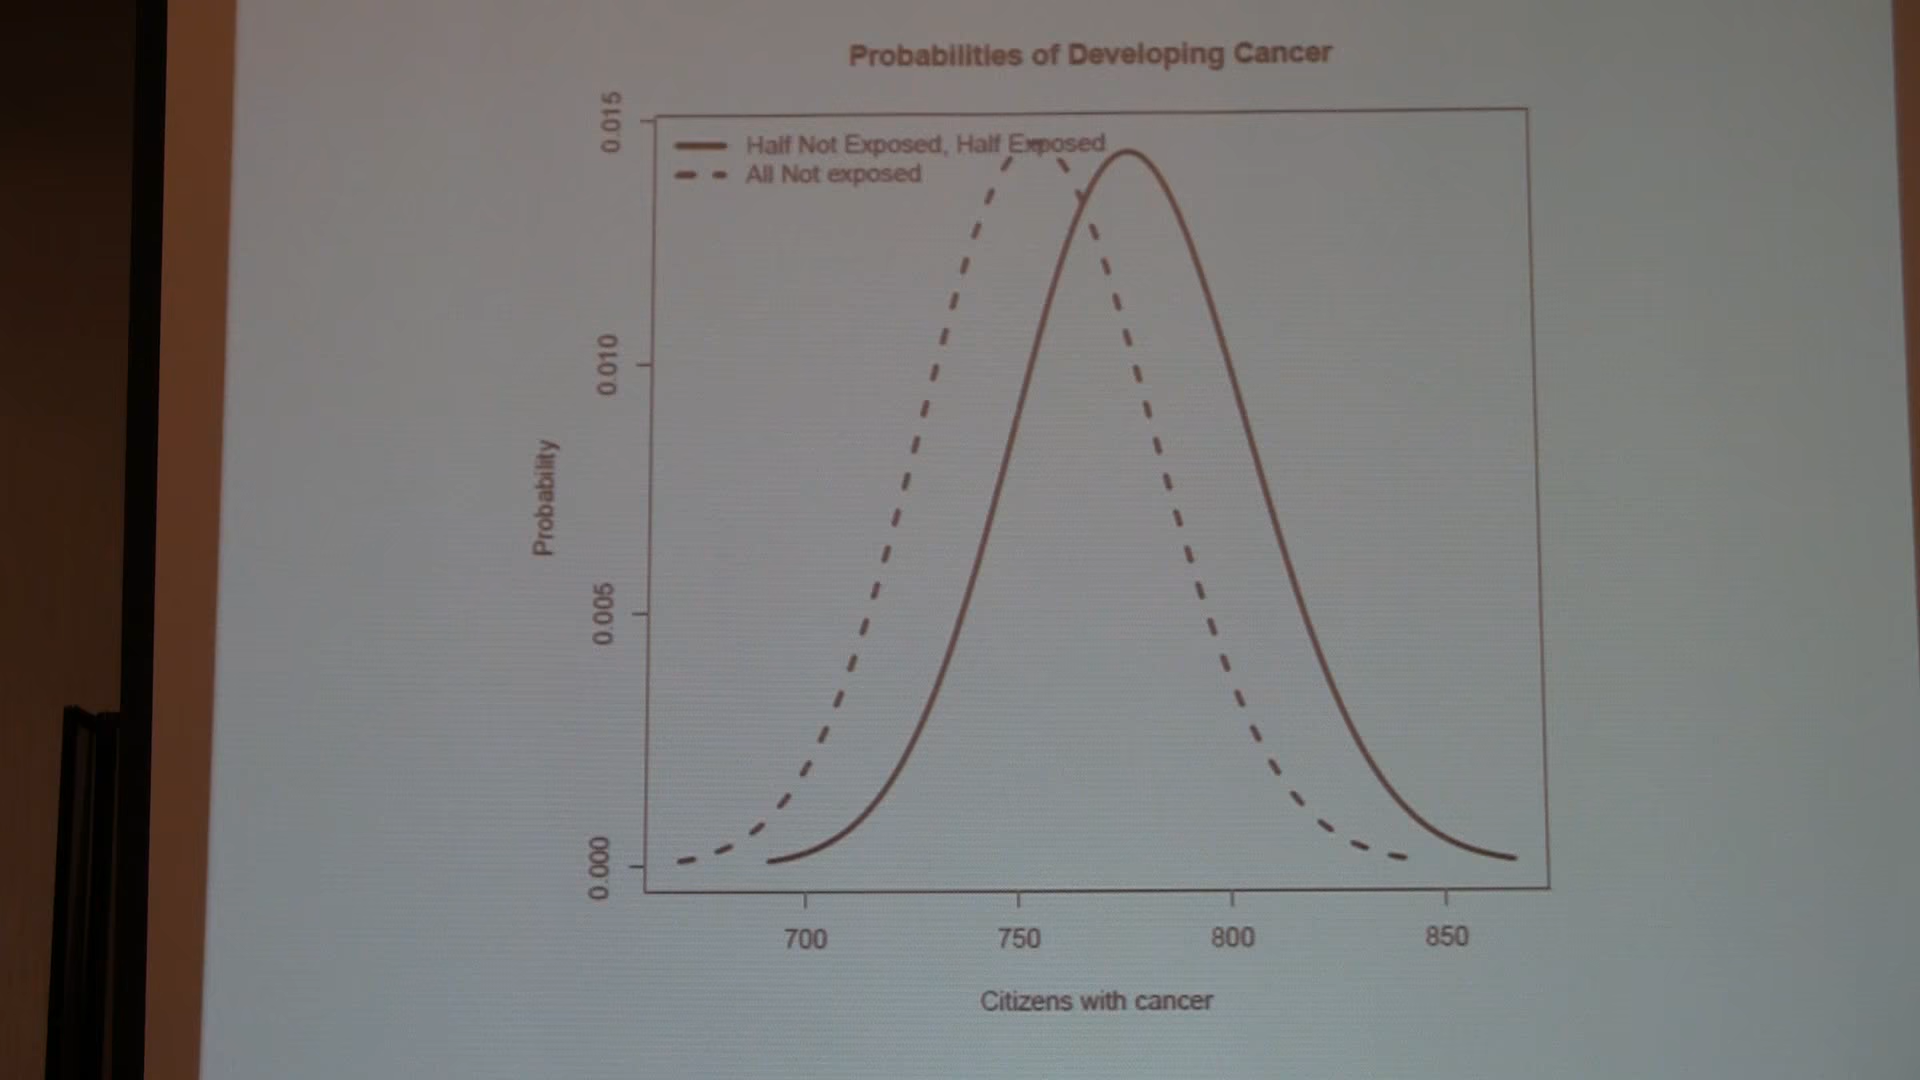 Probabilities of Developing Cancer
Half Not Exposed, Half Exposed
All Not exposed
0.015
0.010
0.005
0.000
Probability
700 750 800 850
Citizens with cancer